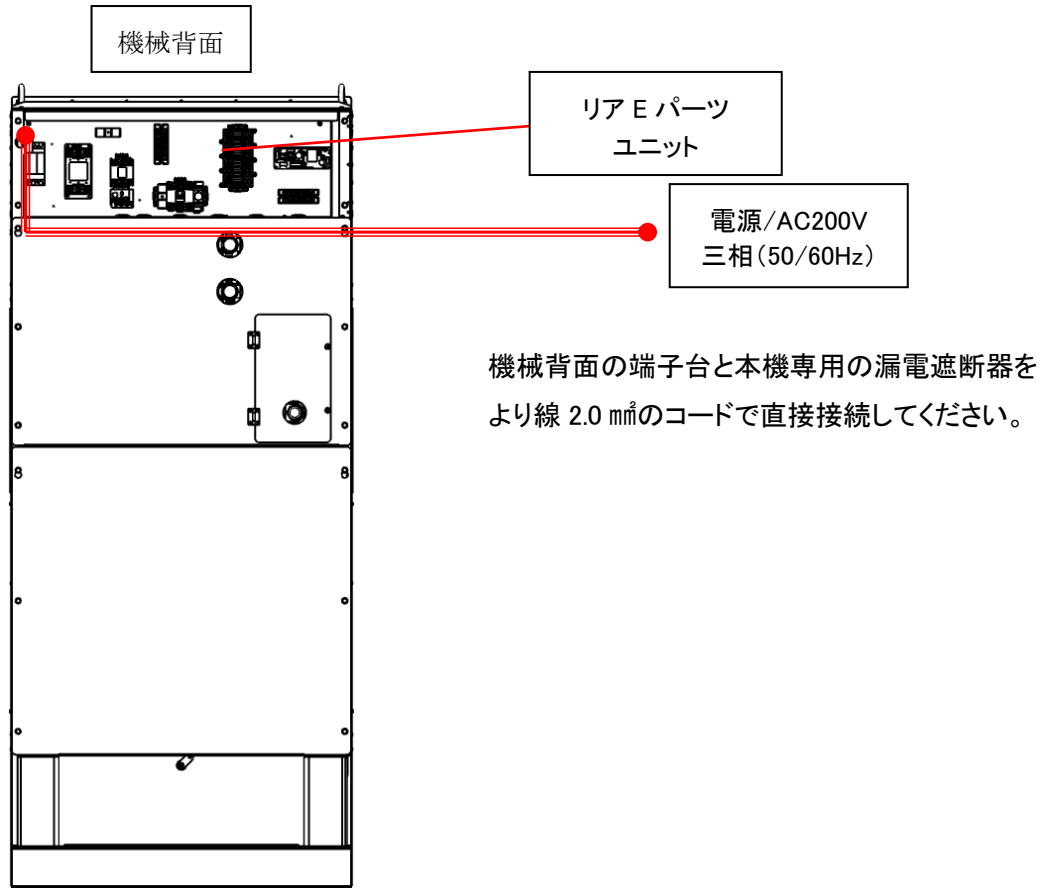 機械背面
リア E パーツ
ユニット
電源/AC200V
三相(50/60Hz)
機械背面の端子台と本機専用の漏電遮断器を
より線 2.0 ㎟のコードで直接接続してください。